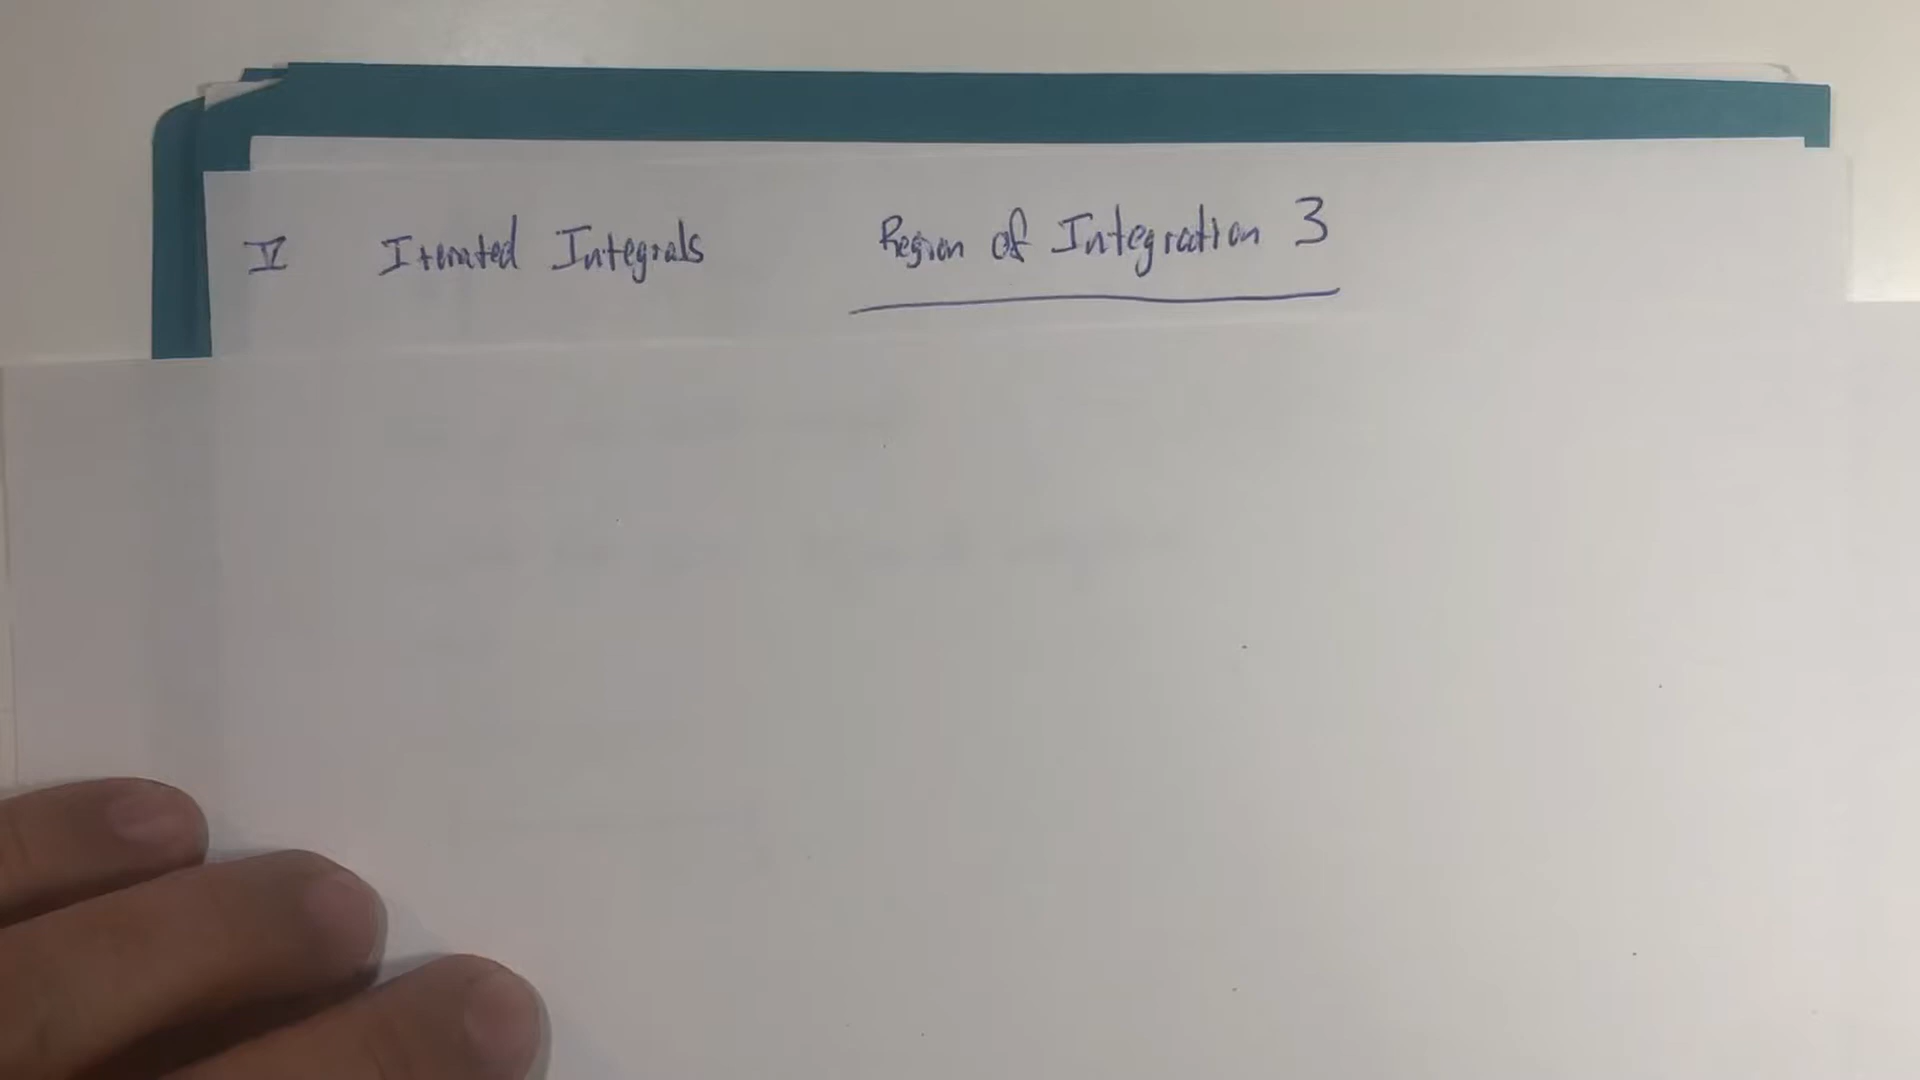 V Iterated Integrals Region of Integration 3